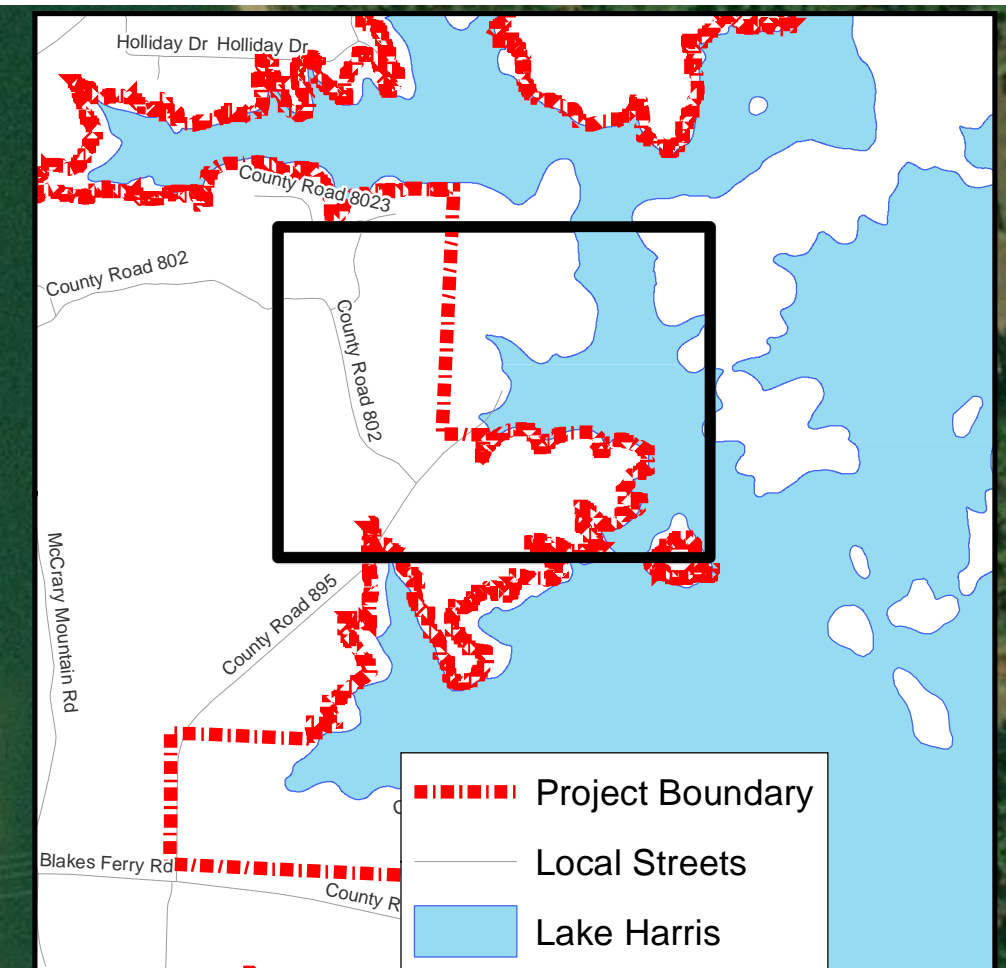 Holliday Dr Holliday Dr
County Road 8023
County Road 802
County Road 802
McCrary Mountain Rd
County Road 895
Project Boundary
C
Local Streets
Blakes Ferry Rd
County R
Lake Harris